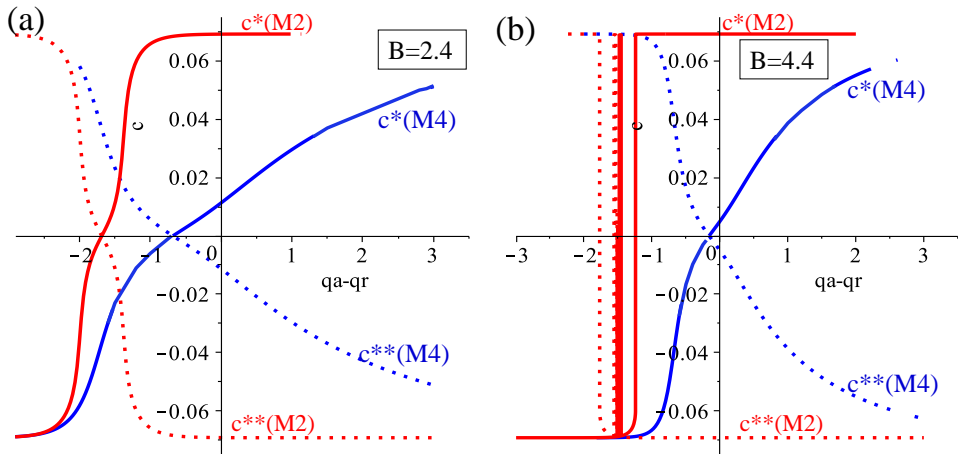 (a)
c*(M2)
B=2.4
0.06
0.04
0.02
c
c*(M4)
−2 −1 0 1 2 3
qa-qr
−0.02
−0.04
−0.06
c**(M4)
c**(M2)
(b)
c*(M2)
B=4.4
0.06
0.04
0.02
c
c*(M4)
−3 −2 −1 0 1 2 3
qa-qr
−0.02
−0.04
−0.06
c**(M4)
c**(M2)